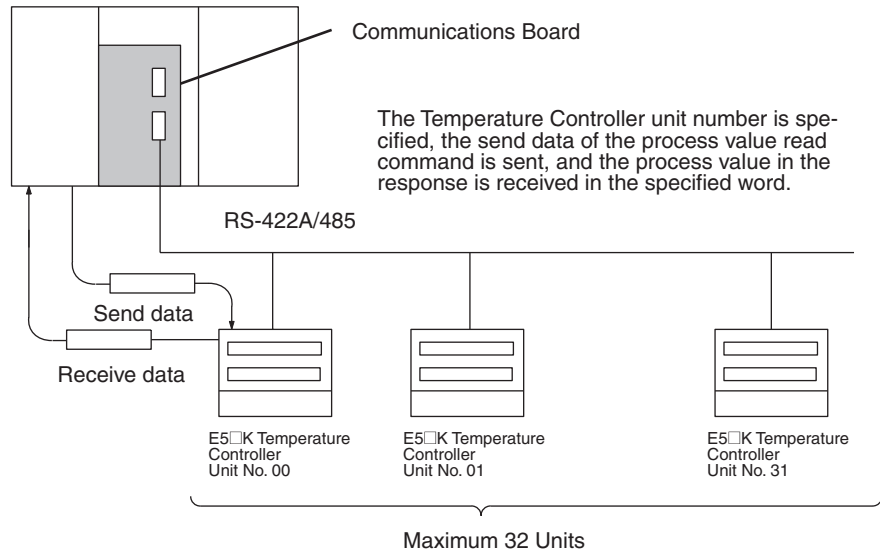 Communications Board
The Temperature Controller unit number is spe-
cified, the send data of the process value read
command is sent, and the process value in the
response is received in the specified word.
RS-422A/485
Send data
Receive data
E5□K Temperature
Controller
Unit No. 00
E5□K Temperature
Controller
Unit No. 01
E5□K Temperature
Controller
Unit No. 31
Maximum 32 Units